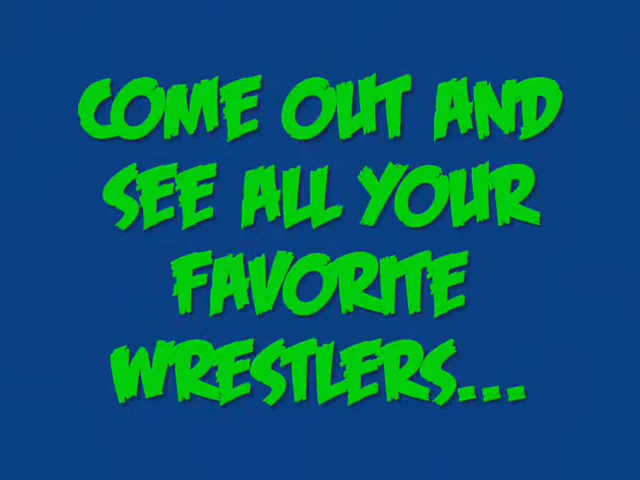 COME OUT AND
SEE ALL YOUR
FAVORITE
WRESTLERS...